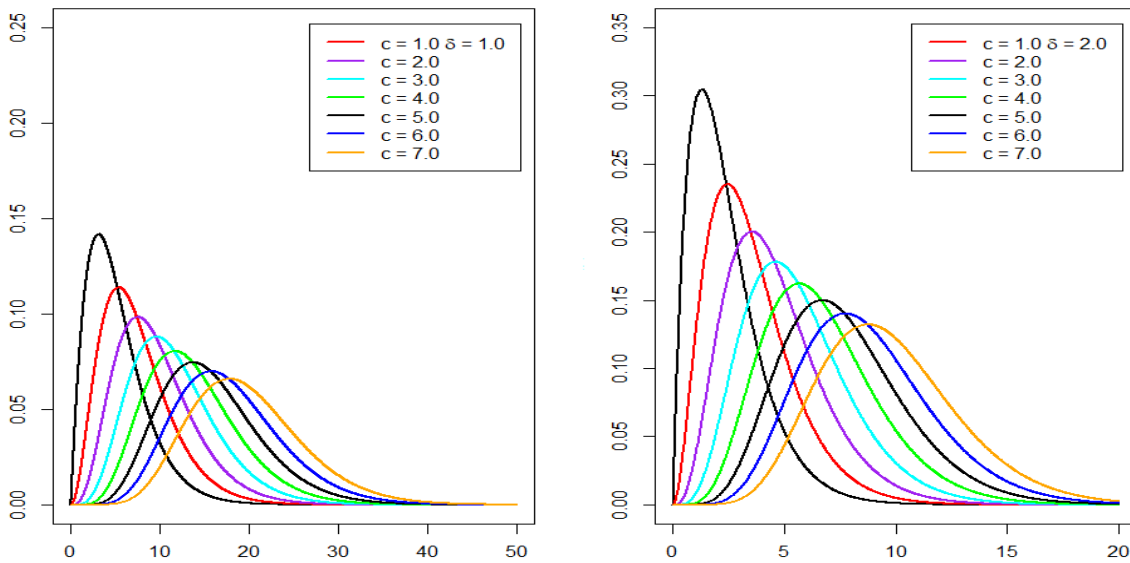 0.25
0.20
0.15
0.10
0.05
0.00
0 10 20 30 40 50
c = 1.0 δ = 1.0
c = 2.0
c = 3.0
c = 4.0
c = 5.0
c = 6.0
c = 7.0
0.35
0.30
0.25
0.20
0.15
0.10
0.05
0.00
0 5 10 15 20
c = 1.0 δ = 2.0
c = 2.0
c = 3.0
c = 4.0
c = 5.0
c = 6.0
c = 7.0